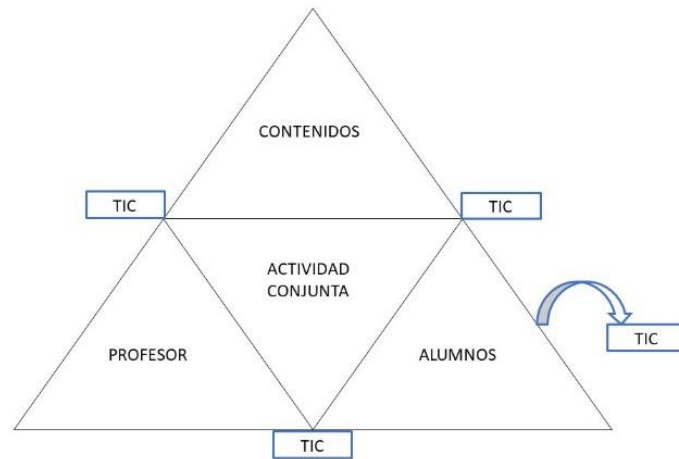 CONTENIDOS
TIC
TIC
ACTIVIDAD
CONJUNTA
TIC
PROFESOR
ALUMNOS
TIC